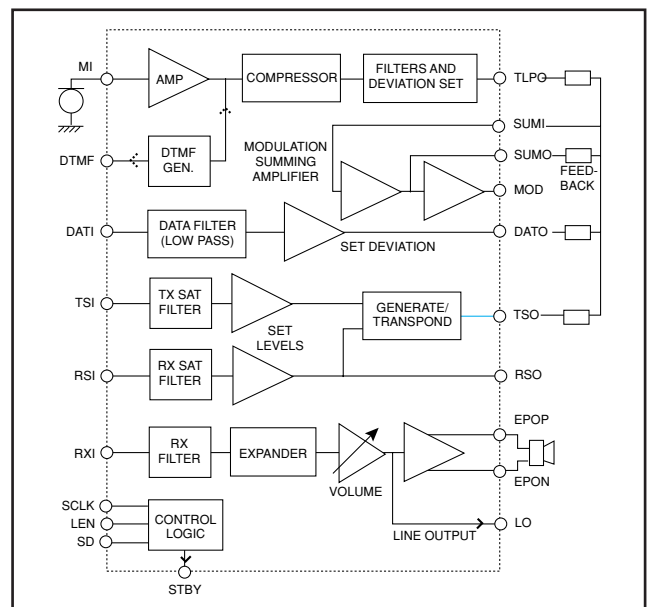 MI
AMP
COMPRESSOR
FILTERS AND
DEVIATION SET
TLPO
SUMI
DTMF
DTMF
GEN.
MODULATION
SUMMING
AMPLIFIER
SUMO
FEED-
BACK
MOD
DATI
DATA FILTER
(LOW PASS)
SET DEVIATION
DATO
TSI
TX SAT
FILTER
SET
LEVELS
GENERATE/
TRANSPOND
TSO
RSI
RX SAT
FILTER
RSO
RXI
RX
FILTER
EXPANDER
VOLUME
EPOP
EPON
SCLK
LEN
SD
CONTROL
LOGIC
LINE OUTPUT
LO
STBY